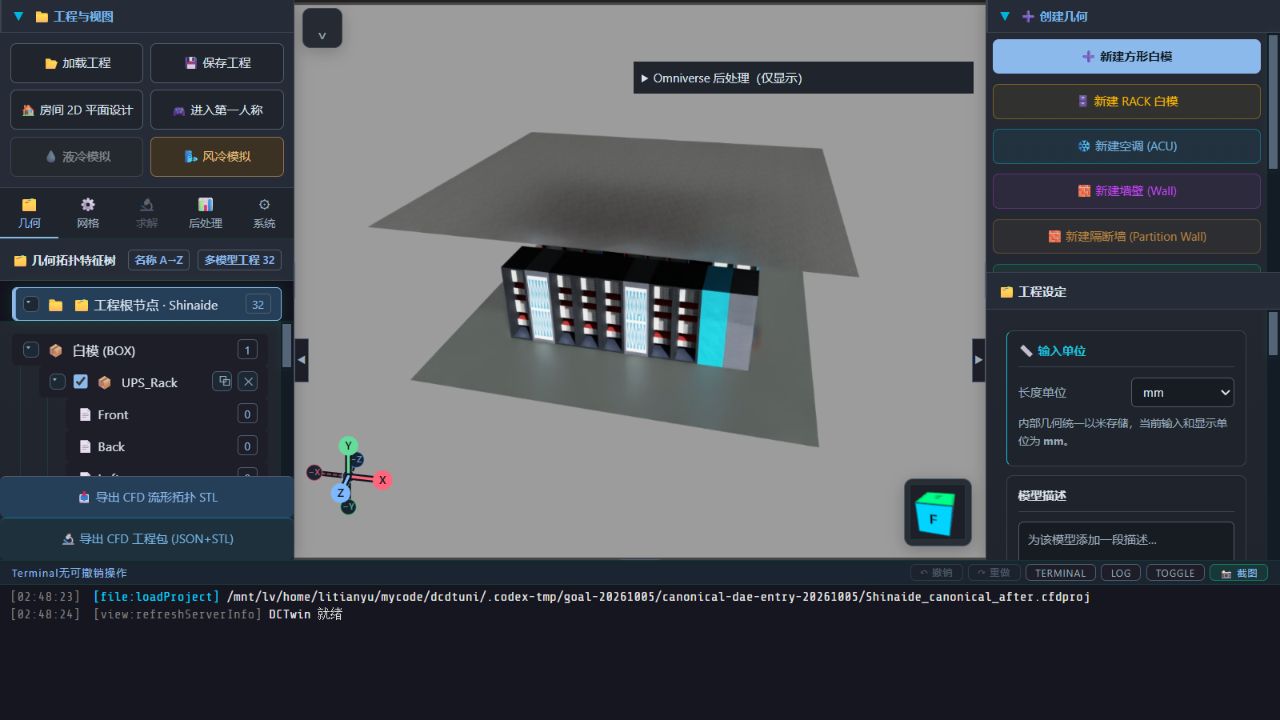 工程与视图
加载工程
保存工程
房间 2D 平面设计
进入第一人称
液冷模拟
风冷模拟
几何
网格
求解
后处理
系统
几何拓扑特征树
名称 A→Z
多模型工程 32
工程根节点 · Shinaide
32
白模 (BOX)
1
UPS_Rack
Front
0
Back
0
导出 CFD 流形拓扑 STL
导出 CFD 工程包 (JSON+STL)
v
Omniverse 后处理（仅显示）
Y
-Z
-X
X
Z
-Y
F
创建几何
新建方形白模
新建 RACK 白模
新建空调 (ACU)
新建墙壁 (Wall)
新建隔断墙 (Partition Wall)
工程设定
输入单位
长度单位
mm
内部几何统一以米存储，当前输入和显示单
位为 mm。
模型描述
为该模型添加一段描述...
Terminal无可撤销操作
撤销
重做
TERMINAL
LOG
TOGGLE
截图
[02:48:23] [file:loadProject] /mnt/lv/home/litianyu/mycode/dcdtuni/.codex-tmp/goal-20261005/canonical-dae-entry-20261005/Shinaide_canonical_after.cfdproj
[02:48:24] [view:refreshServerInfo] DCTwin 就绪